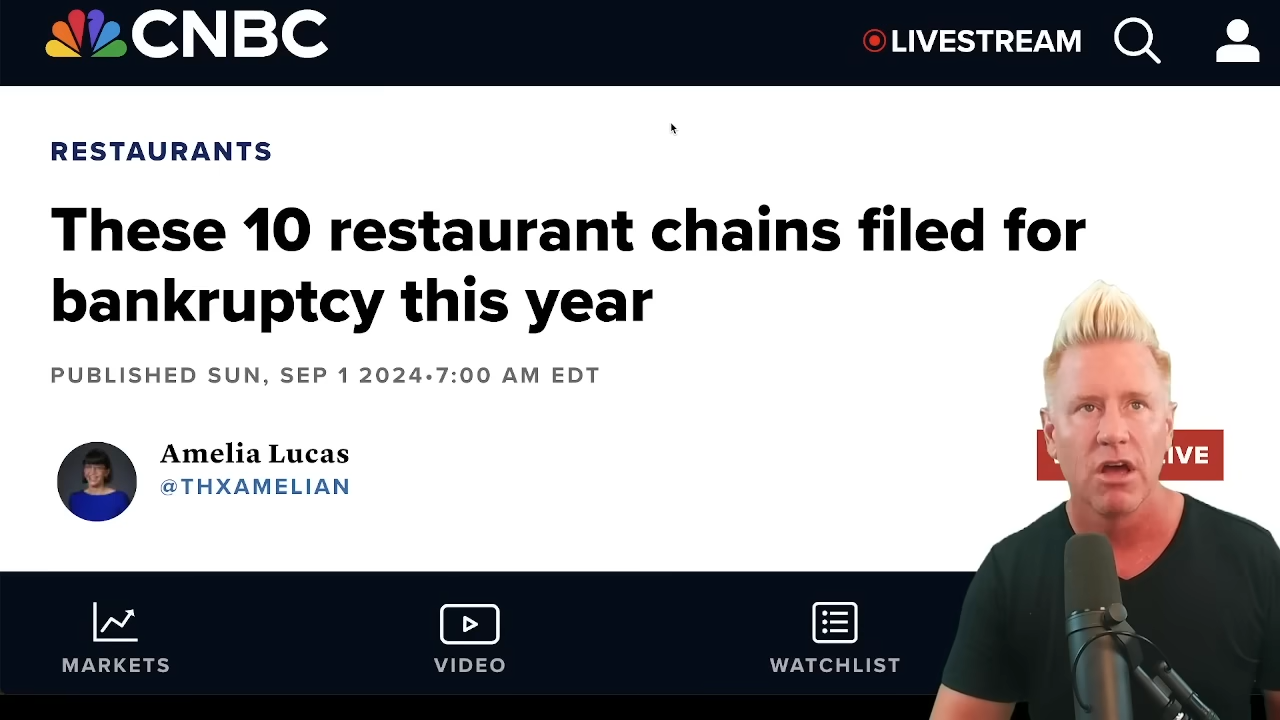 CNBC
LIVESTREAM
RESTAURANTS
These 10 restaurant chains filed for
bankruptcy this year
PUBLISHED SUN, SEP 1 2024•7:00 AM EDT
Amelia Lucas
@THXAMELIAN
MARKETS
VIDEO
WATCHLIST